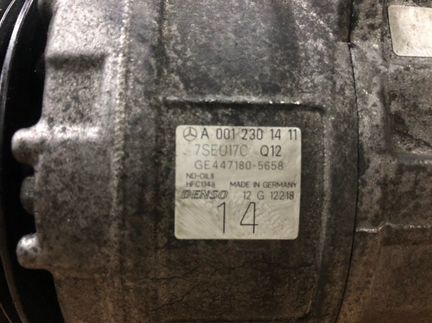 A 001 230 14 11
7SEU17C Q12
GE447180-5658
ND-OIL8
HFC134a MADE IN GERMANY
DENSO 12 G 12218
14